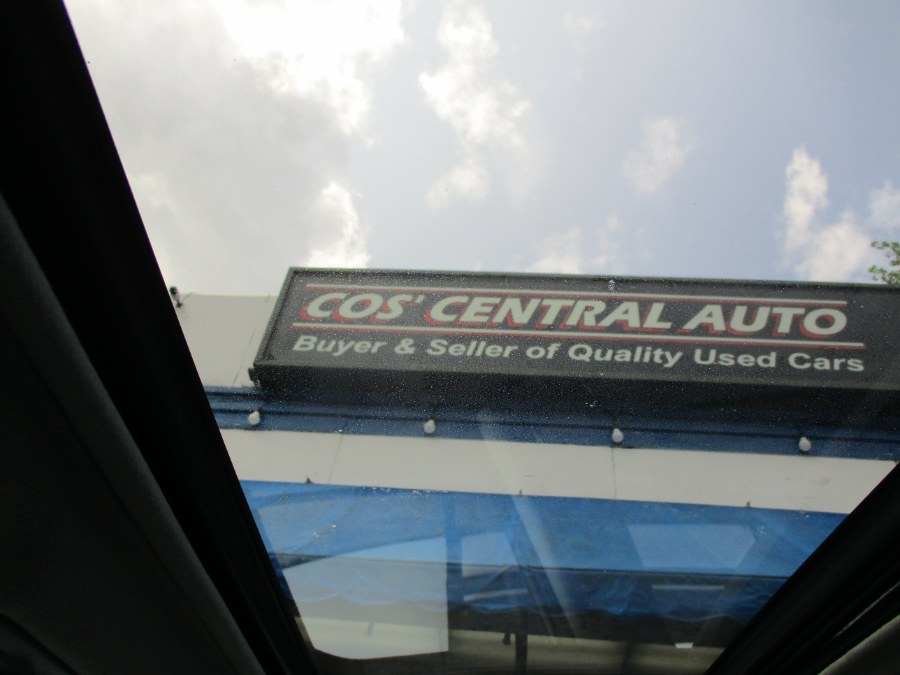 COS' CENTRAL AUTO
Buyer & Seller of Quality Used Cars